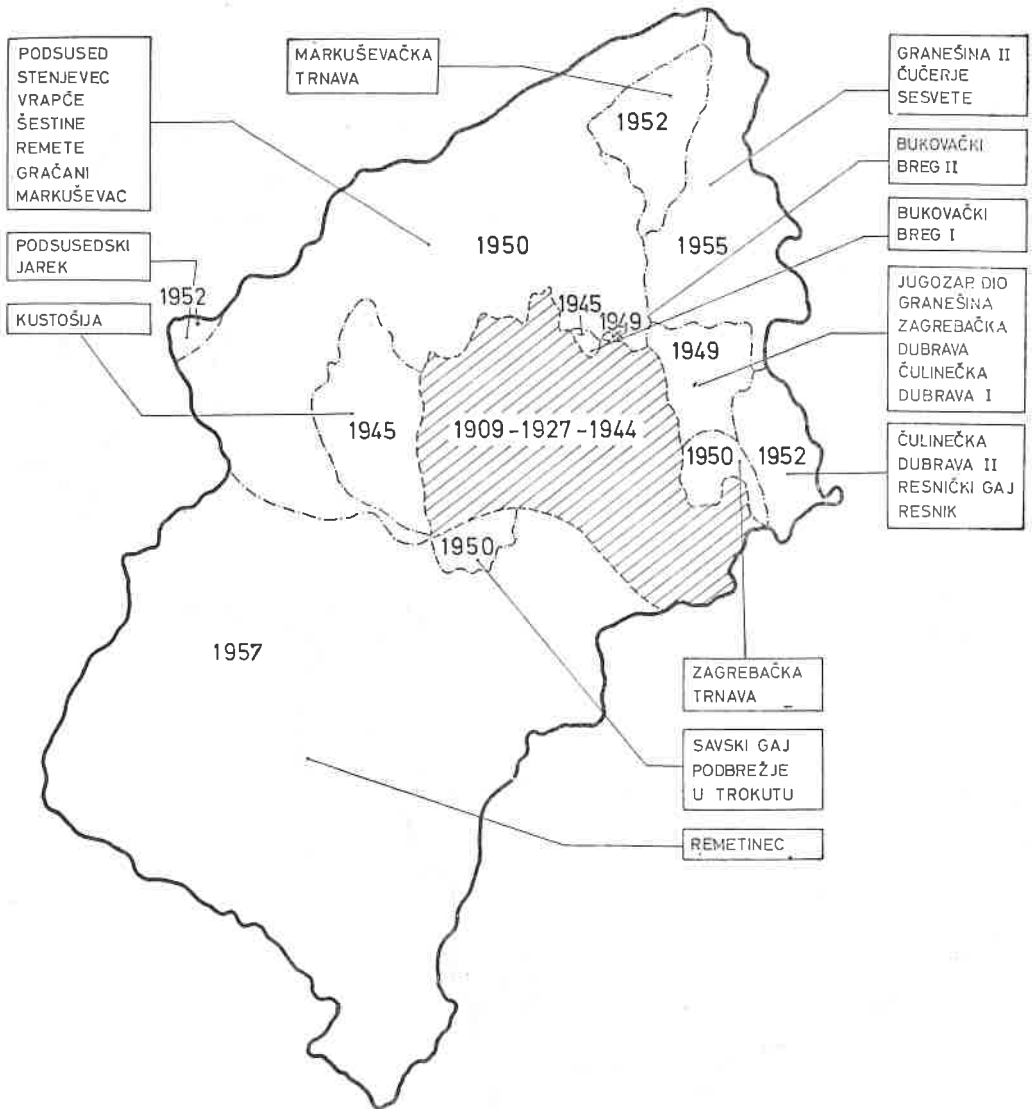 PODSUSED
STENJEVEC
VRAPČE
ŠESTINE
REMETE
GRAČANI
MARKUŠEVAC
MARKUŠEVAČKA
TRNAVA
GRANEŠINA II
ČUČERJE
SESVETE
1952
BUKOVAČKI
BREG II
BUKOVAČKI
BREG I
PODSUSEDSKI
JAREK
1950
1955
JUGOZAP. DIO
GRANEŠINA
ZAGREBAČKA
DUBRAVA
ČULINEČKA
DUBRAVA I
1952
KUSTOŠIJA
1945
1949
1949
1945
1909-1927-1944
1950
1952
ČULINEČKA
DUBRAVA II
RESNIČKI GAJ
RESNIK
1950
1957
ZAGREBAČKA
TRNAVA
SAVSKI GAJ
PODBREŽJE
U TROKUTU
REMETINEC